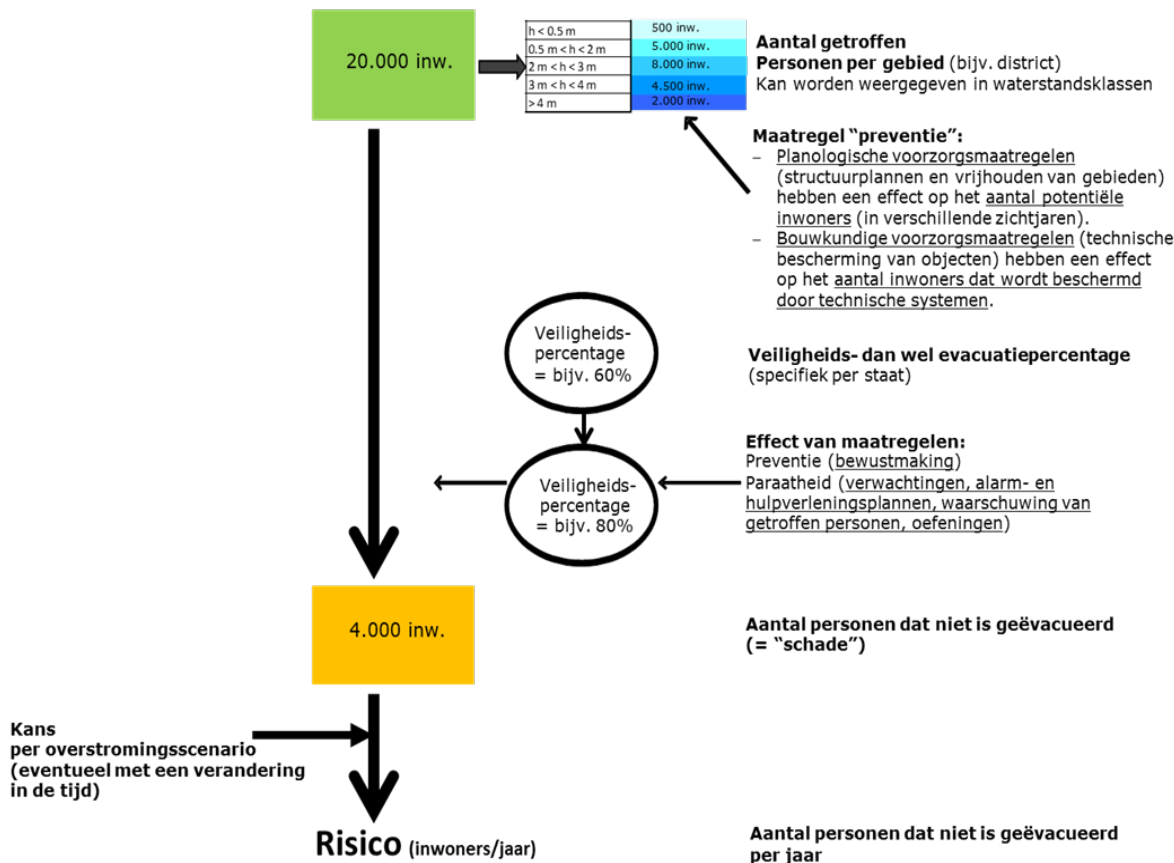 20.000 inw.
h < 0.5 m
500 inw.
0.5 m < h < 2 m
5.000 inw.
2 m < h < 3 m
8.000 inw.
3 m < h < 4 m
4.500 inw.
> 4 m
2.000 inw.
Aantal getroffen
Personen per gebied (bijv. district)
Kan worden weergegeven in waterstandsklassen
Maatregel “preventie”:
– Planologische voorzorgsmaatregelen
(structuurplannen en vrijhouden van gebieden)
hebben een effect op het aantal potentiële
inwoners (in verschillende zichtjaren).
– Bouwkundige voorzorgsmaatregelen (technische
bescherming van objecten) hebben een effect
op het aantal inwoners dat wordt beschermd
door technische systemen.
Veiligheids-
percentage
= bijv. 60%
Veiligheids- dan wel evacuatiepercentage
(specifiek per staat)
Veiligheids-
percentage
= bijv. 80%
Effect van maatregelen:
Preventie (bewustmaking)
Paraatheid (verwachtingen, alarm- en
hulpverleningsplannen, waarschuwing van
getroffen personen, oefeningen)
4.000 inw.
Aantal personen dat niet is geëvacueerd
(= “schade”)
Kans
per overstromingsscenario
(eventueel met een verandering
in de tijd)
Risico (inwoners/jaar)
Aantal personen dat niet is geëvacueerd
per jaar